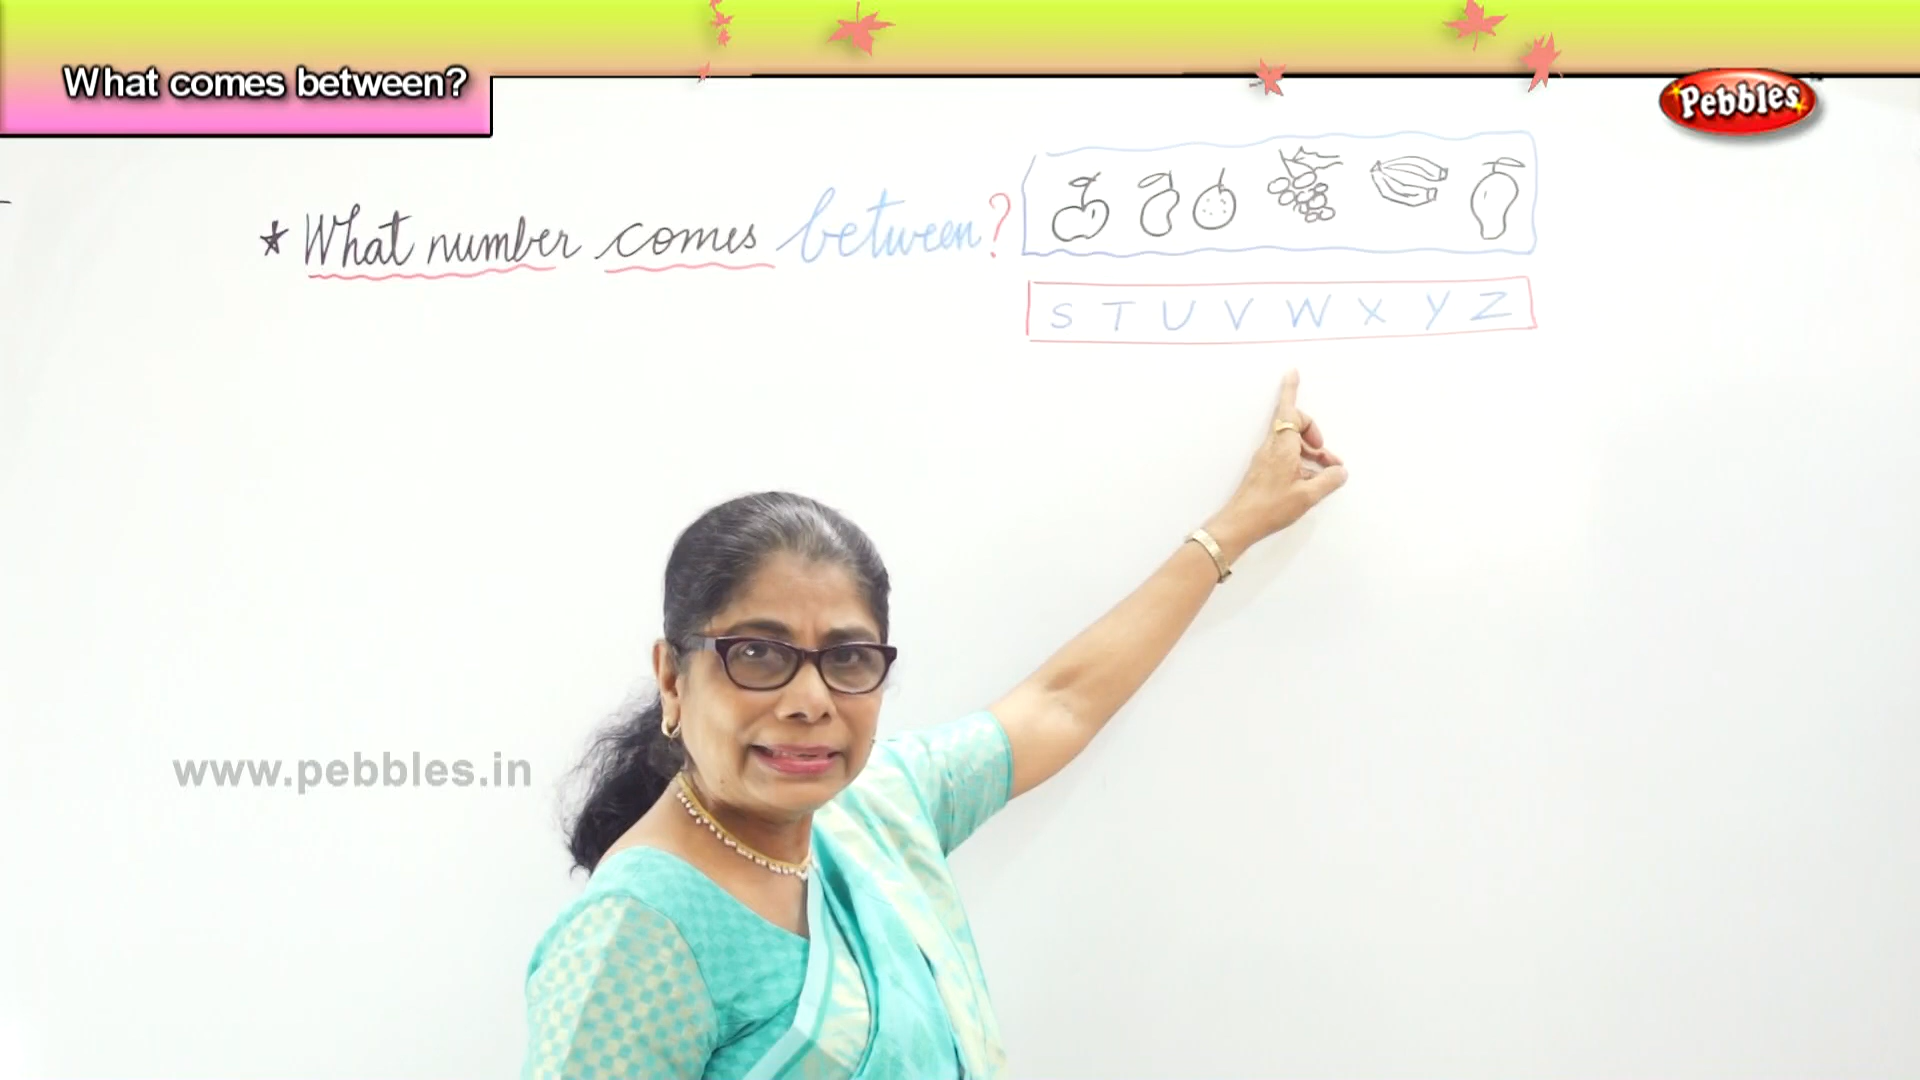 What comes between?
Pebbles
* What number comes between?
S T U V W X Y Z
www.pebbles.in